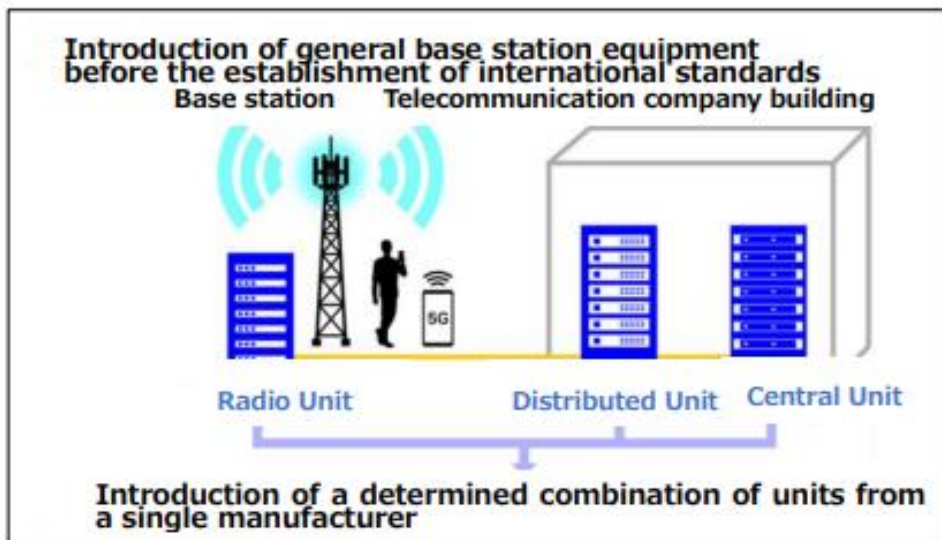 Introduction of general base station equipment
before the establishment of international standards
Base station
Telecommunication company building
5G
Radio Unit
Distributed Unit
Central Unit
Introduction of a determined combination of units from
a single manufacturer